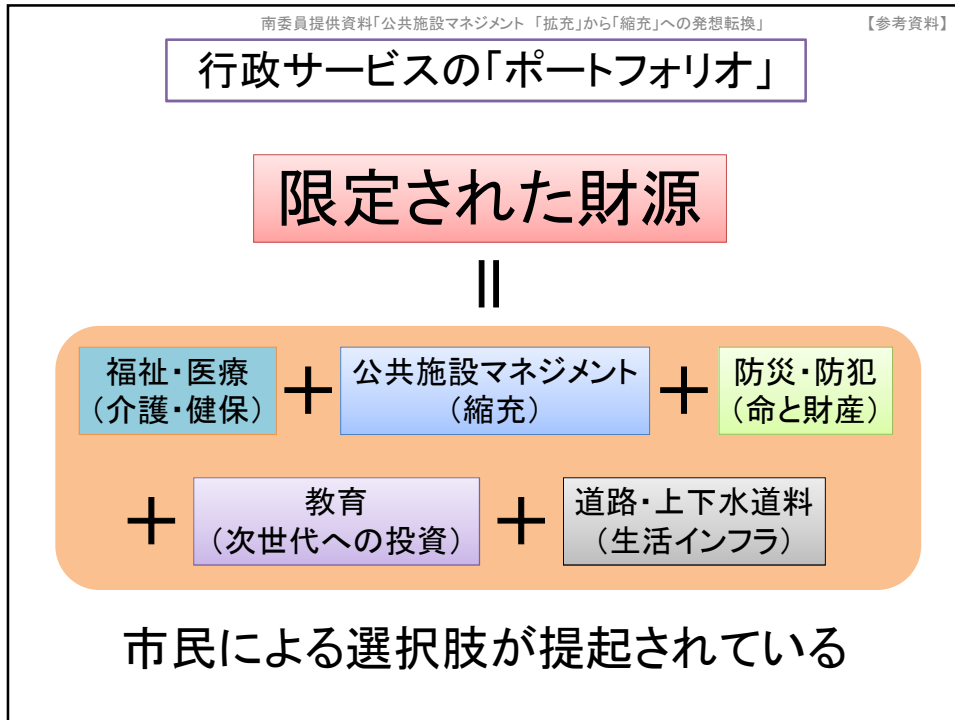 南委員提供資料「公共施設マネジメント 「拡充」から「縮充」への発想転換」 【参考資料】
行政サービスの「ポートフォリオ」
限定された財源
＝
福祉・医療
（介護・健保）
＋
公共施設マネジメント
（縮充）
＋
防災・防犯
（命と財産）
＋
教育
（次世代への投資）
＋
道路・上下水道料
（生活インフラ）
市民による選択肢が提起されている